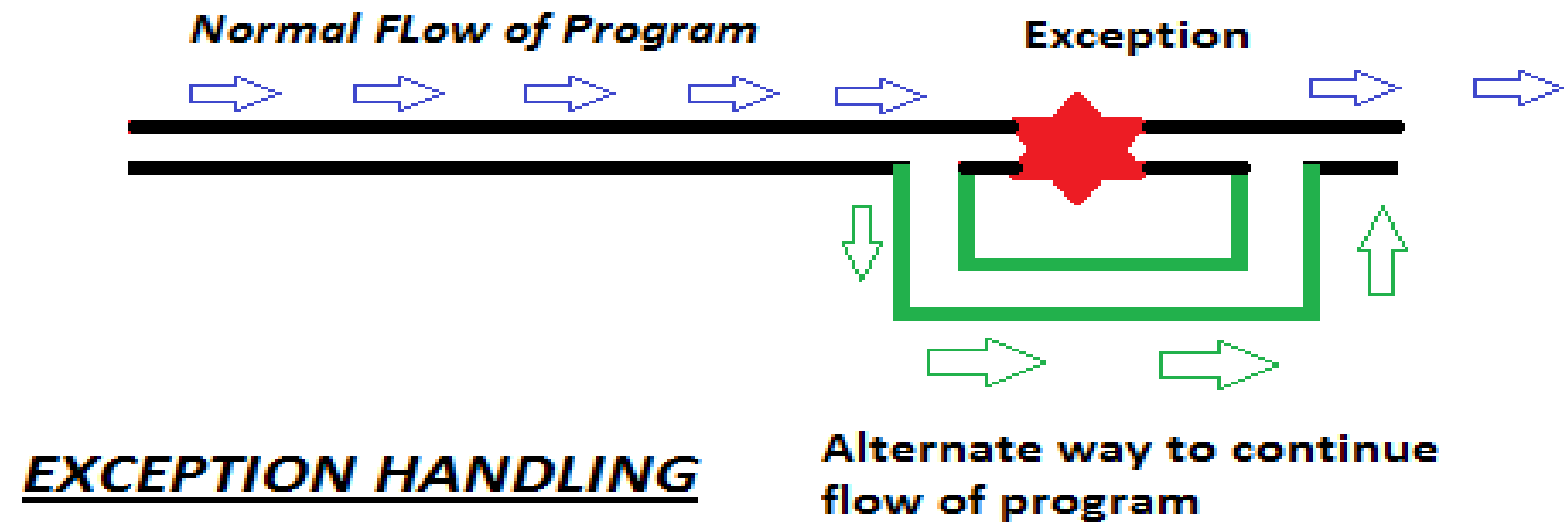 Normal FLow of Program
Exception
EXCEPTION HANDLING
Alternate way to continue
flow of program